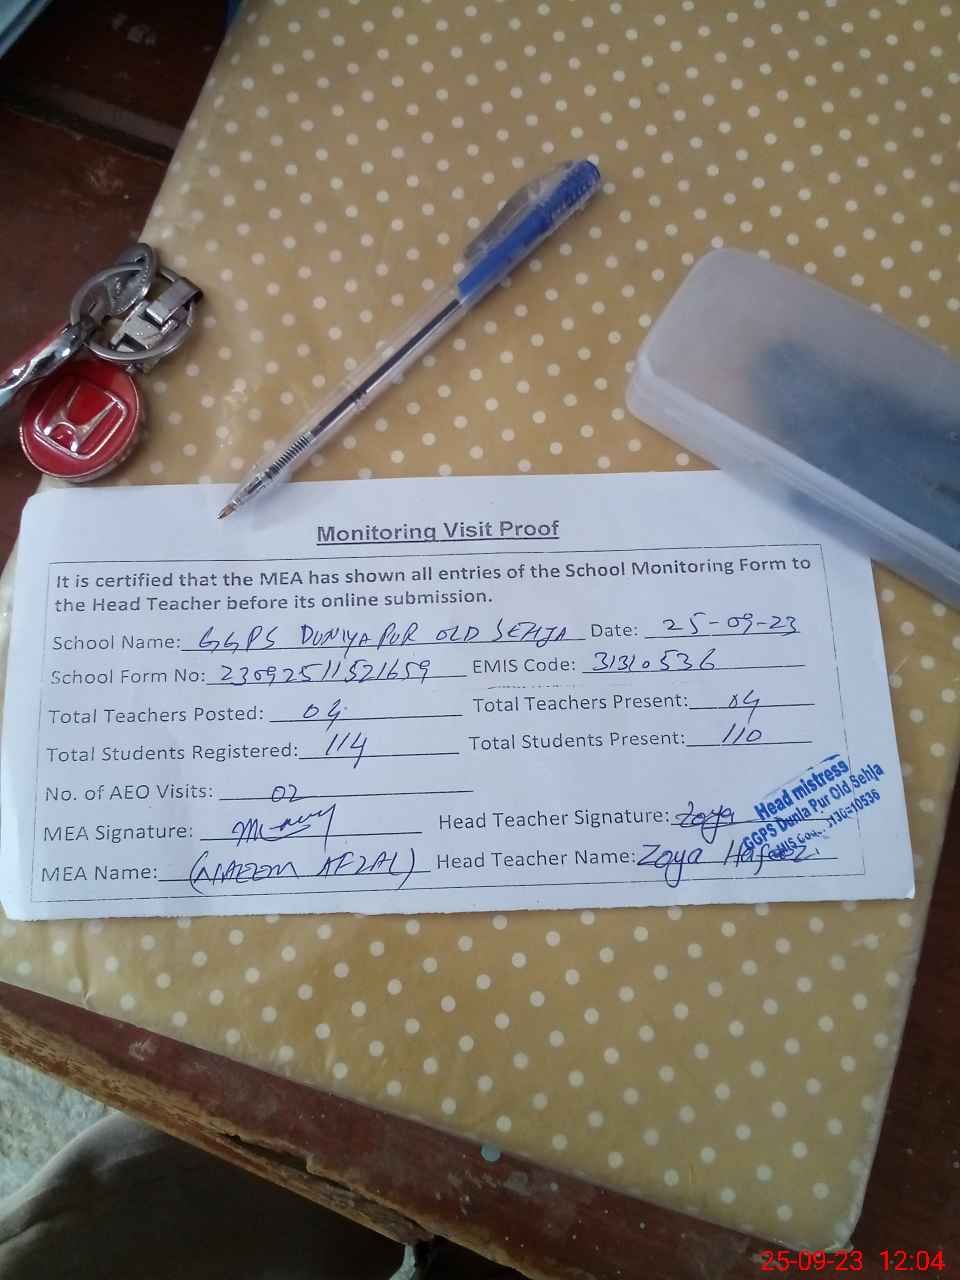 Monitoring Visit Proof
It is certified that the MEA has shown all entries of the School Monitoring Form to
the Head Teacher before its online submission.
School Name: GGPS DUNIYA PUR OLD SEHJA Date: 25-09-23
School Form No: 23092511521659 EMIS Code: 31310536
Total Teachers Posted: 04 Total Teachers Present: 04
Total Students Registered: 114 Total Students Present: 110
No. of AEO Visits: 02
MEA Signature: Head Teacher Signature: Zoya
MEA Name: (NAEEM AFZAL) Head Teacher Name: Zoya Hafeez
Head mistress
GGPS Dunia Pur Old Sehja
25-09-23 12:04